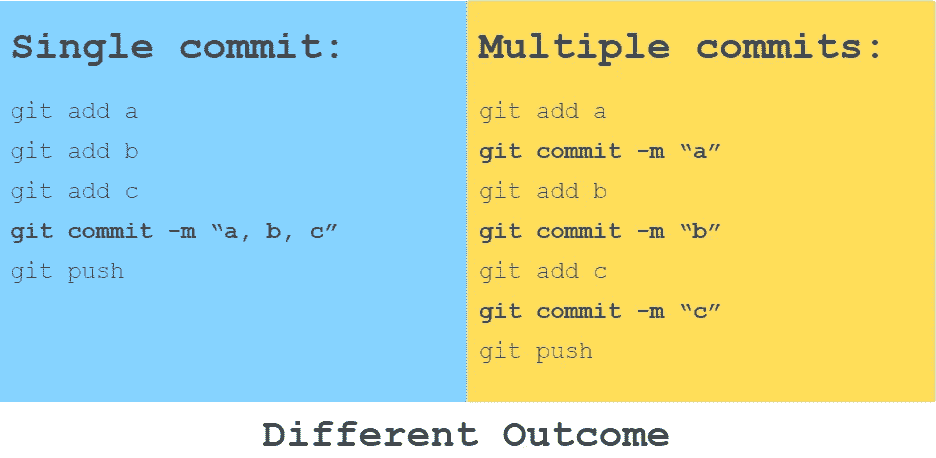 Single commit:
git add a
git add b
git add c
git commit -m “a, b, c”
git push
Multiple commits:
git add a
git commit -m “a”
git add b
git commit -m “b”
git add c
git commit -m “c”
git push
Different Outcome